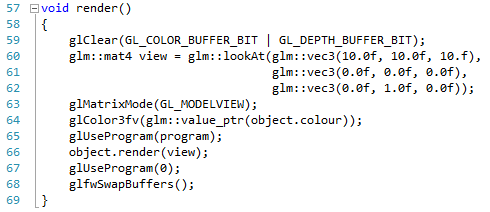 57 void render()
58 {
59 glClear(GL_COLOR_BUFFER_BIT | GL_DEPTH_BUFFER_BIT);
60 glm::mat4 view = glm::lookAt(glm::vec3(10.0f, 10.0f, 10.f),
61 glm::vec3(0.0f, 0.0f, 0.0f),
62 glm::vec3(0.0f, 1.0f, 0.0f));
63 glMatrixMode(GL_MODELVIEW);
64 glColor3fv(glm::value_ptr(object.colour));
65 glUseProgram(program);
66 object.render(view);
67 glUseProgram(0);
68 glfwSwapBuffers();
69 }